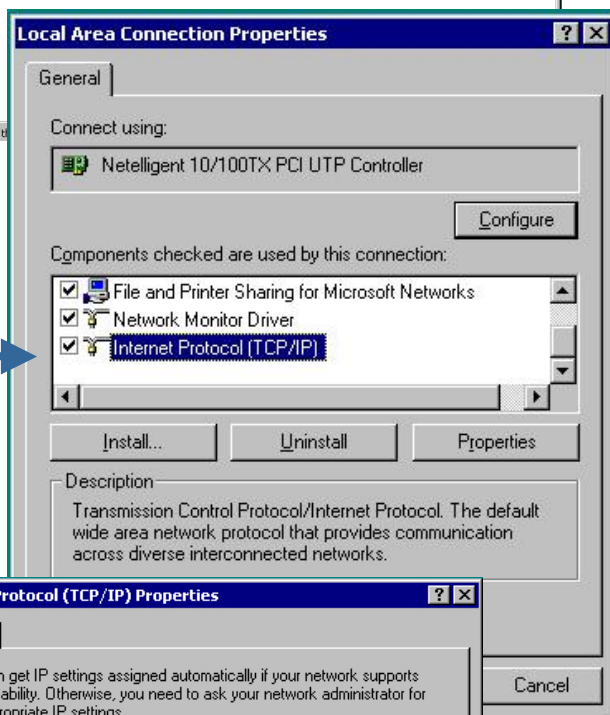 Local Area Connection Properties
General
Connect using:
Netelligent 10/100TX PCI UTP Controller
Configure
Components checked are used by this connection:
File and Printer Sharing for Microsoft Networks
Network Monitor Driver
Internet Protocol (TCP/IP)
Install...
Uninstall
Properties
Description
Transmission Control Protocol/Internet Protocol. The default
wide area network protocol that provides communication
across diverse interconnected networks.
Protocol (TCP/IP) Properties
get IP settings assigned automatically if your network supports
Otherwise, you need to ask your network administrator for
IP settings.
Cancel